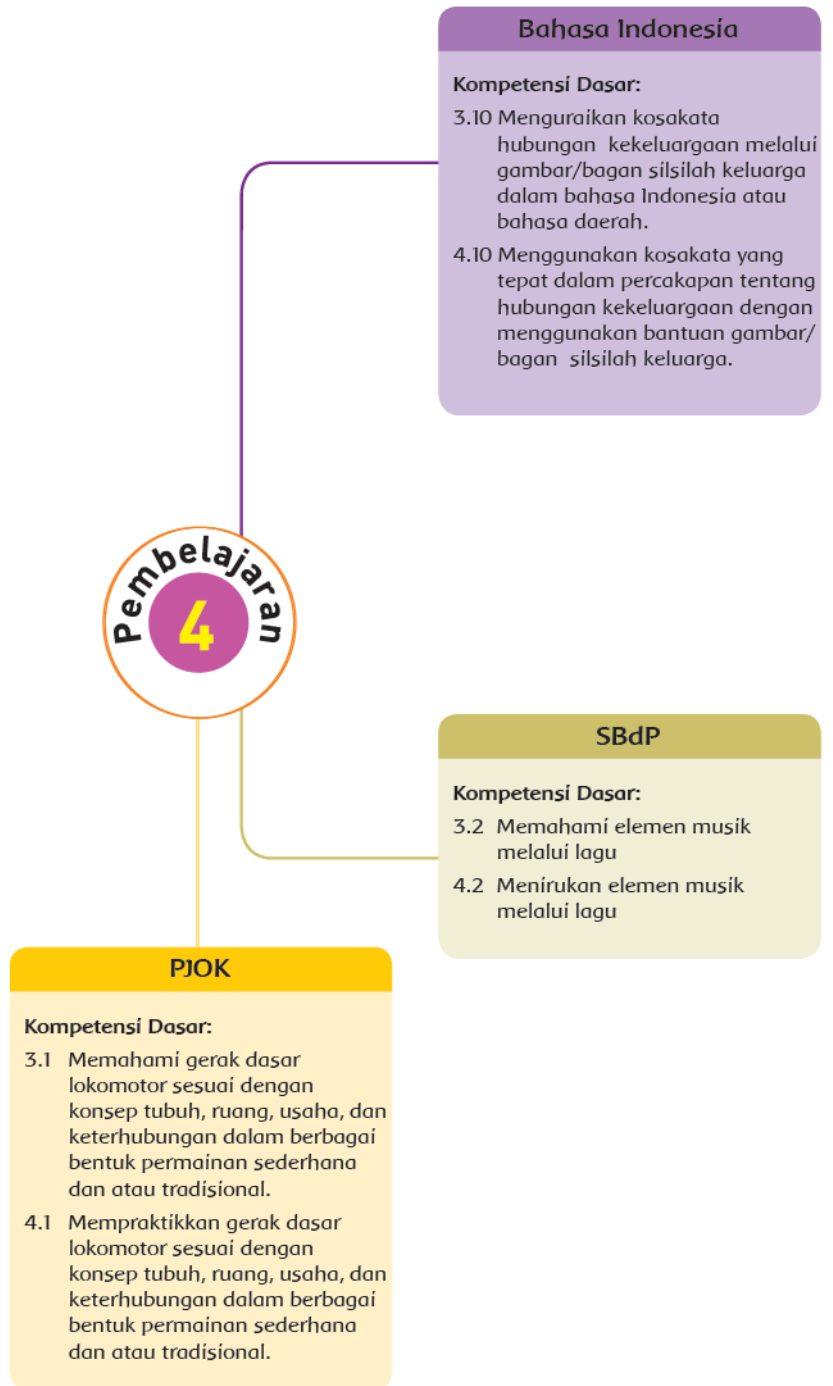 Bahasa Indonesia
Kompetensi Dasar:
3.10 Menguraikan kosakata
hubungan kekeluargaan melalui
gambar/bagan silsilah keluarga
dalam bahasa Indonesia atau
bahasa daerah.
4.10 Menggunakan kosakata yang
tepat dalam percakapan tentang
hubungan kekeluargaan dengan
menggunakan bantuan gambar/
bagan silsilah keluarga.
Pembelajaran
4
SBdP
Kompetensi Dasar:
3.2 Memahami elemen musik
melalui lagu
4.2 Menirukan elemen musik
melalui lagu
PJOK
Kompetensi Dasar:
3.1 Memahami gerak dasar
lokomotor sesuai dengan
konsep tubuh, ruang, usaha, dan
keterhubungan dalam berbagai
bentuk permainan sederhana
dan atau tradisional.
4.1 Mempraktikkan gerak dasar
lokomotor sesuai dengan
konsep tubuh, ruang, usaha, dan
keterhubungan dalam berbagai
bentuk permainan sederhana
dan atau tradisional.